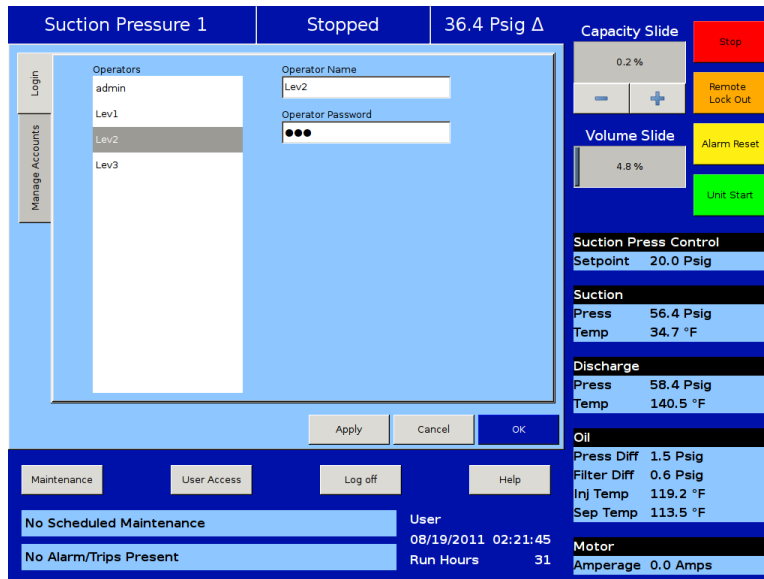 Suction Pressure 1
Stopped
36.4 Psig Δ
Login
Manage Accounts
Operators
admin
Lev1
Lev2
Lev3
Operator Name
Lev2
Operator Password
●●●
Apply
Cancel
OK
Maintenance
User Access
Log off
Help
No Scheduled Maintenance
No Alarm/Trips Present
User
08/19/2011 02:21:45
Run Hours 31
Capacity Slide
0.2 %
Volume Slide
4.8 %
Stop
Remote
Lock Out
Alarm Reset
Unit Start
Suction Press Control
Setpoint 20.0 Psig
Suction
Press 56.4 Psig
Temp 34.7 °F
Discharge
Press 58.4 Psig
Temp 140.5 °F
Oil
Press Diff 1.5 Psig
Filter Diff 0.6 Psig
Inj Temp 119.2 °F
Sep Temp 113.5 °F
Motor
Amperage 0.0 Amps